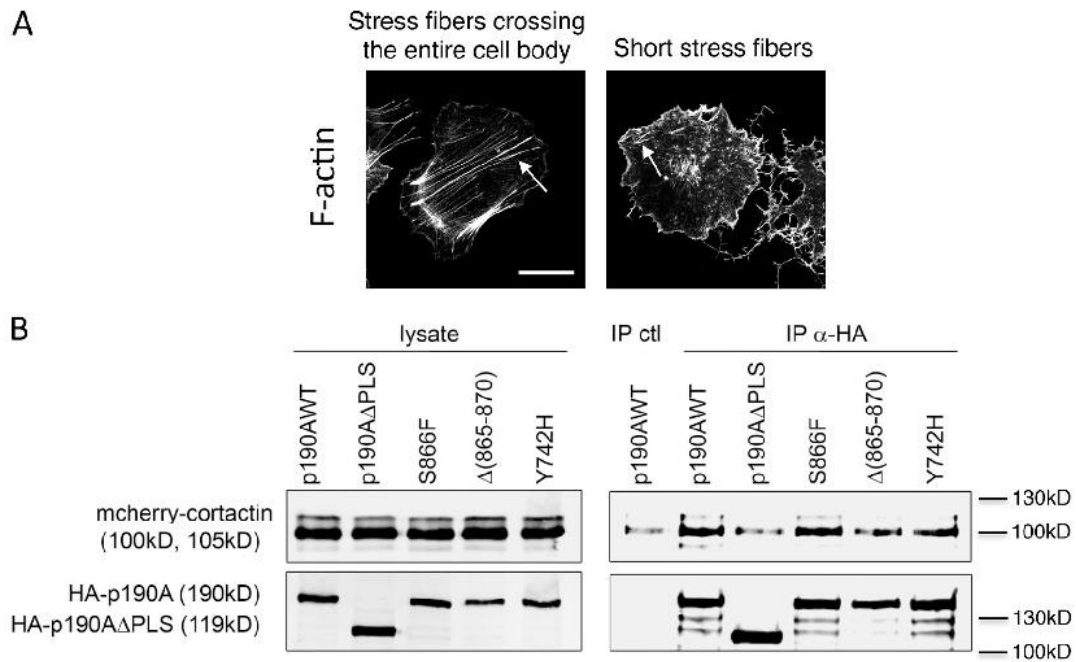 A
Stress fibers crossing
the entire cell body
Short stress fibers
F-actin
B
lysate
IP ctl
IP α-HA
p190AWT
p190AΔPLS
S866F
Δ(865-870)
Y742H
p190AWT
p190AWT
p190AΔPLS
S866F
Δ(865-870)
Y742H
mcherry-cortactin
(100kD, 105kD)
130kD
100kD
HA-p190A (190kD)
HA-p190AΔPLS (119kD)
130kD
100kD